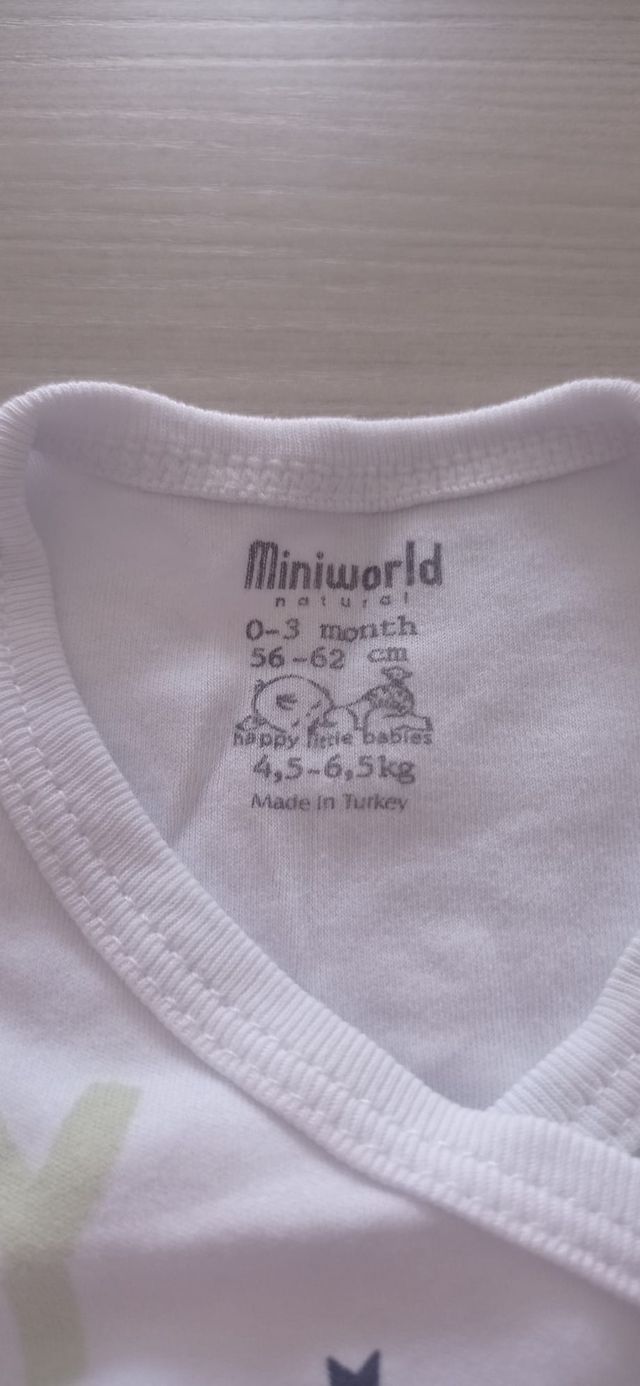 Miniworld
natural
0-3 month
56-62 cm
happy little babies
4,5-6,5kg
Made in Turkey